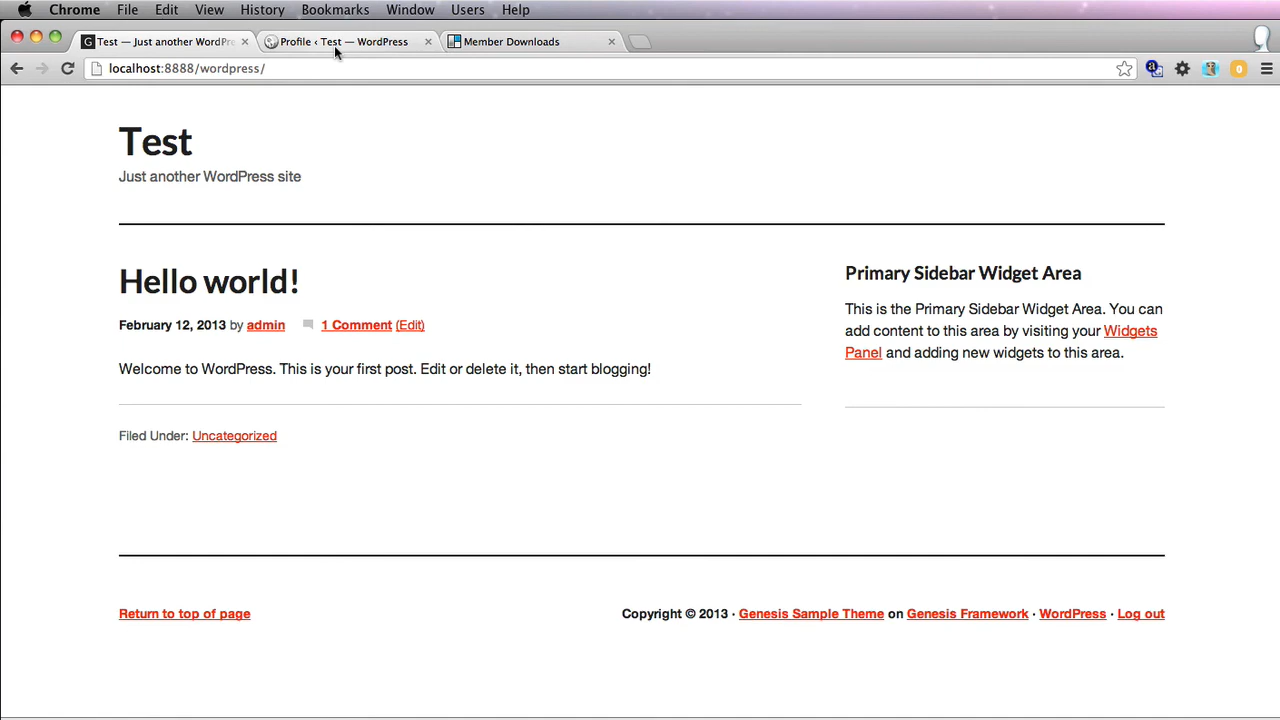 Chrome File Edit View History Bookmarks Window Users Help
Test — Just another WordPre Profile ‹ Test — WordPress Member Downloads
localhost:8888/wordpress/
Test
Just another WordPress site
Hello world!
February 12, 2013 by admin 1 Comment (Edit)
Welcome to WordPress. This is your first post. Edit or delete it, then start blogging!
Filed Under: Uncategorized
Primary Sidebar Widget Area
This is the Primary Sidebar Widget Area. You can
add content to this area by visiting your Widgets
Panel and adding new widgets to this area.
Return to top of page
Copyright © 2013 · Genesis Sample Theme on Genesis Framework · WordPress · Log out